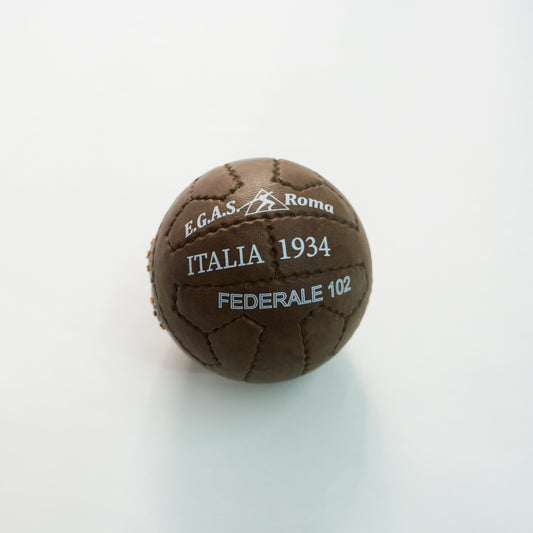 E.G.A.S. Roma
ITALIA 1934
FEDERALE 102